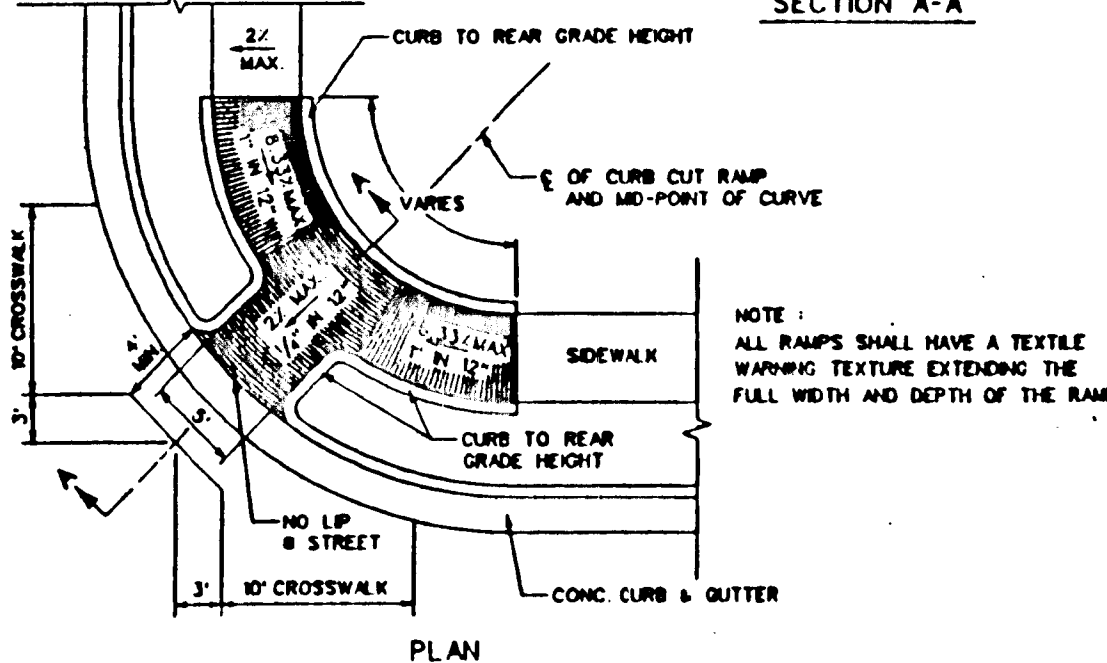 SECTION A-A
2%
MAX.
CURB TO REAR GRADE HEIGHT
8.33% MAX
1" IN 12"
VARIES
℄ OF CURB CUT RAMP
AND MID-POINT OF CURVE
10' CROSSWALK
3'
4'
MIN
5'
2% MAX.
1/4" IN 12"
8.33% MAX
1" IN 12"
SIDEWALK
NOTE :
ALL RAMPS SHALL HAVE A TEXTILE
WARNING TEXTURE EXTENDING THE
FULL WIDTH AND DEPTH OF THE RAMP
CURB TO REAR
GRADE HEIGHT
A
A
NO LIP
@ STREET
3'
10' CROSSWALK
CONC. CURB & GUTTER
PLAN